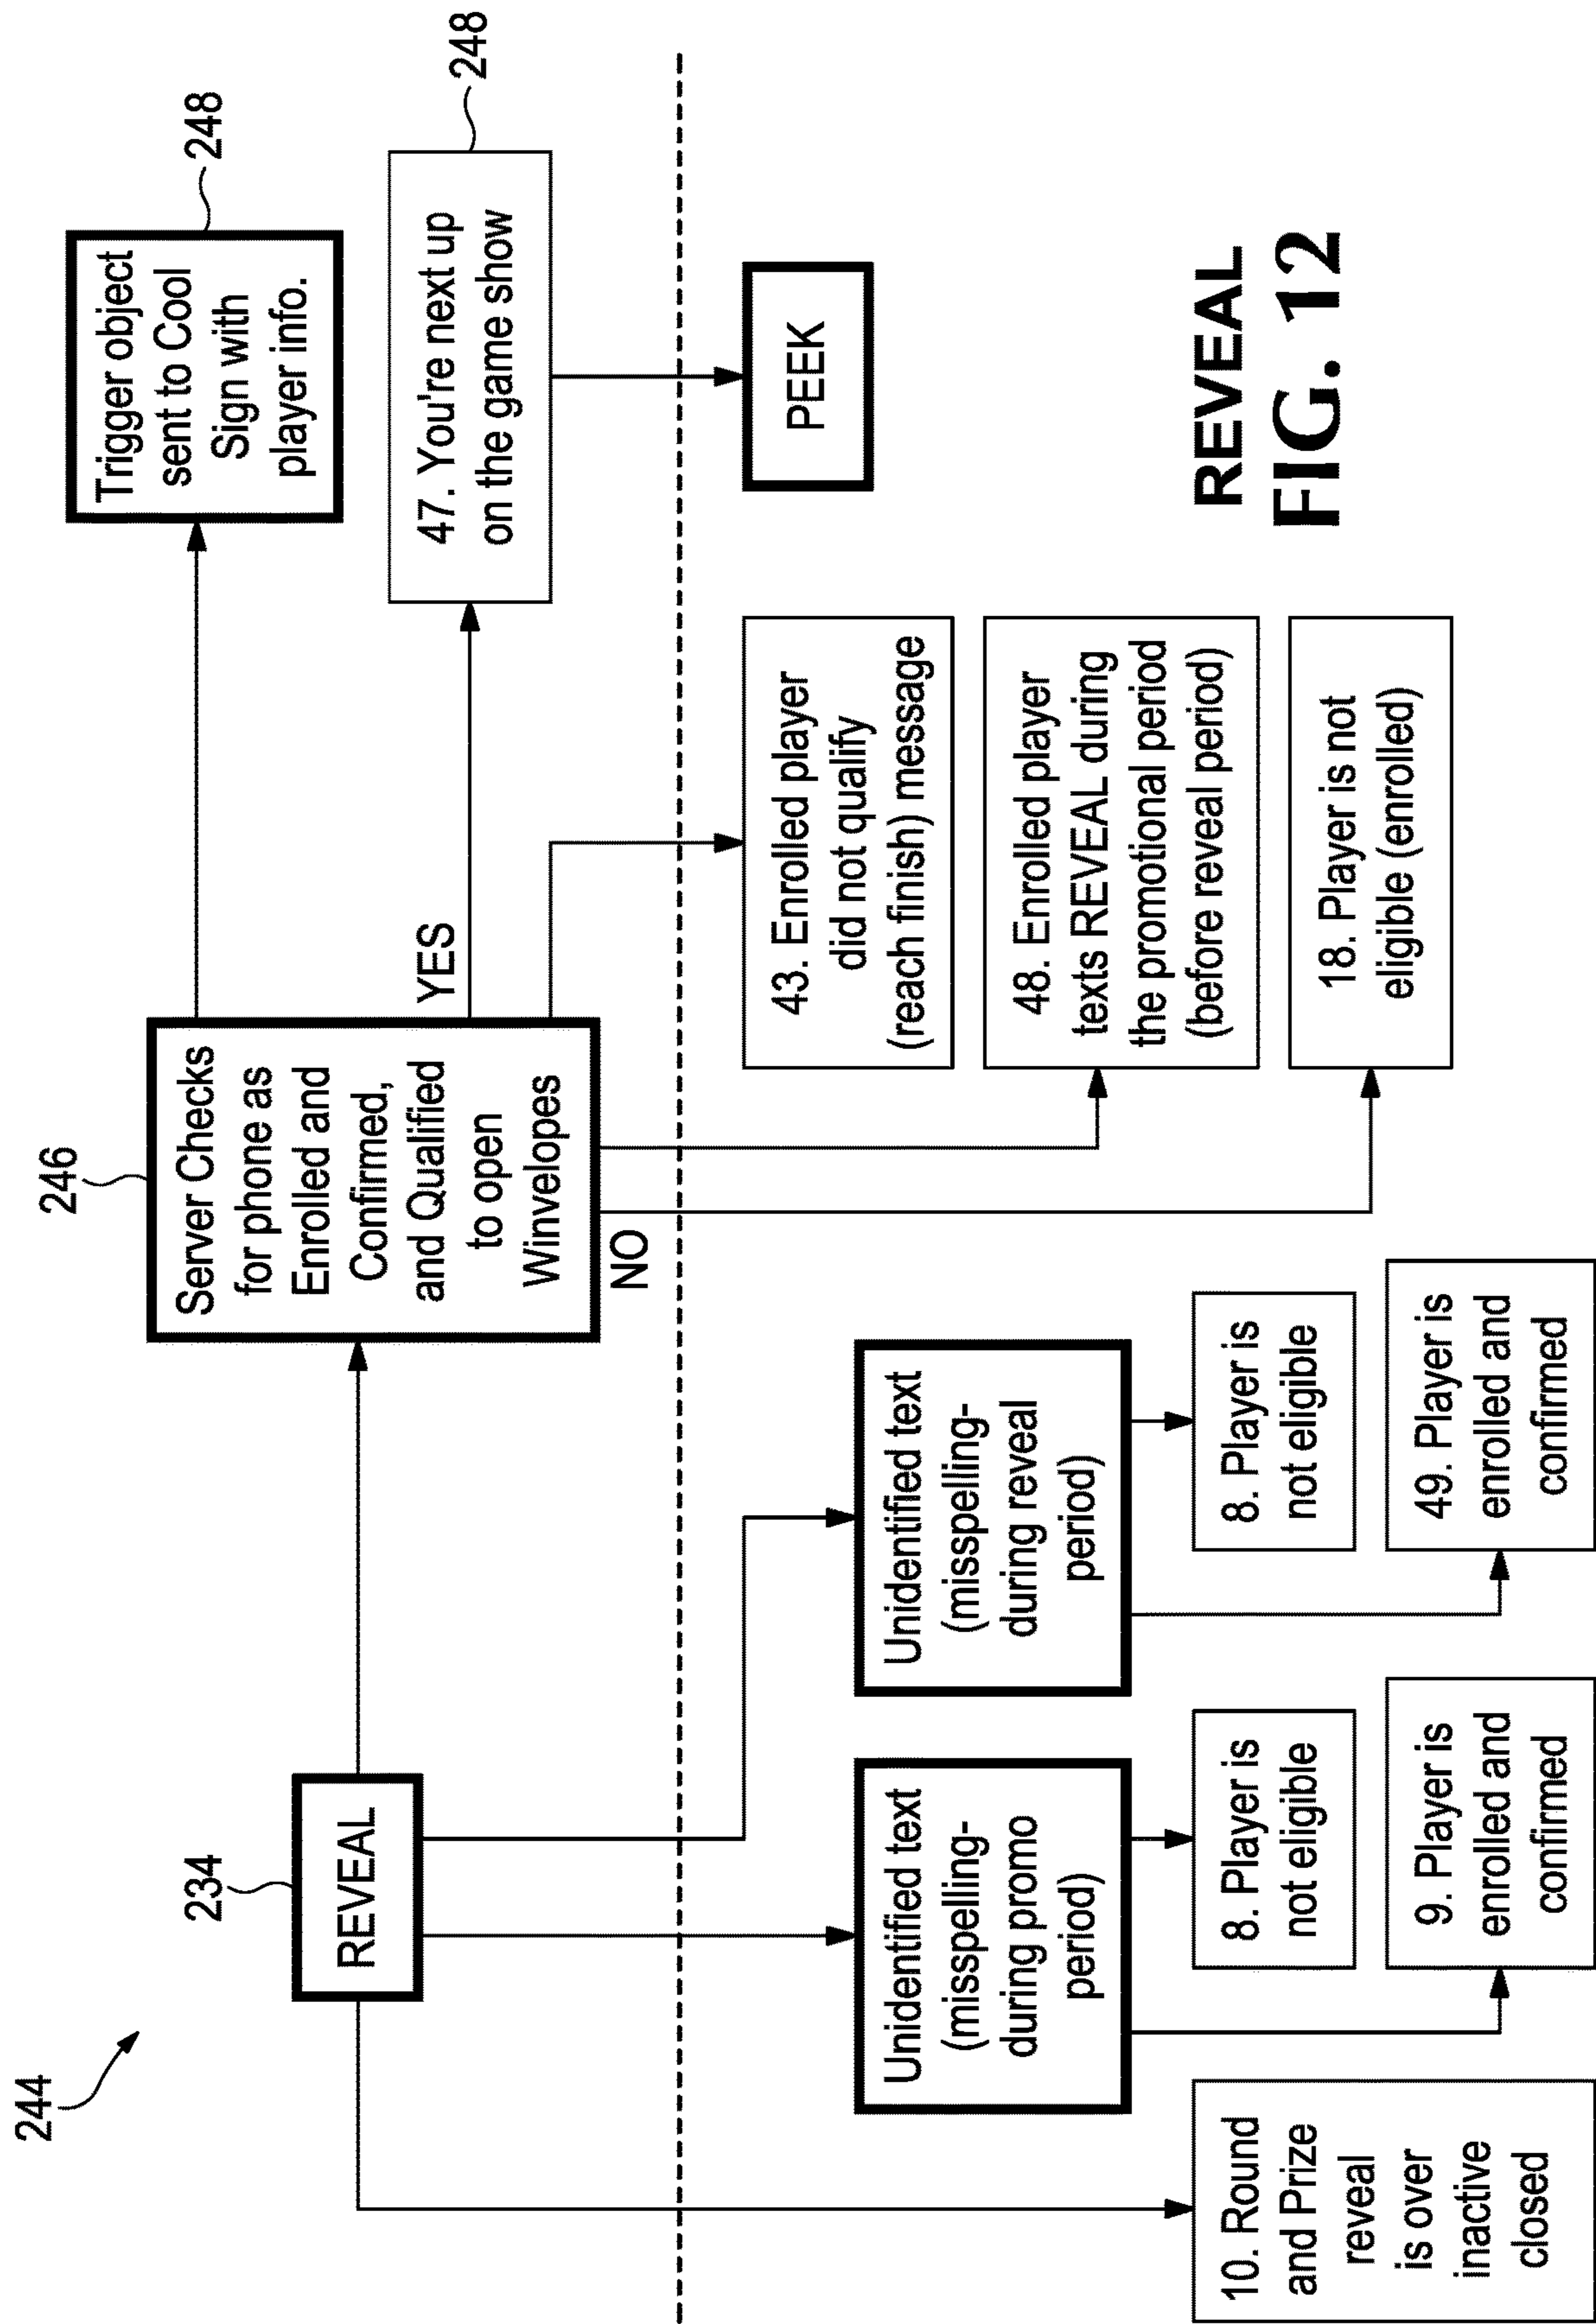 244
234
REVEAL
246
Server Checks
for phone as
Enrolled and
Confirmed,
and Qualified
to open
Winvelopes
YES
NO
Trigger object
sent to Cool
Sign with
player info.
248
47. You're next up
on the game show
248
10. Round
and Prize
reveal
is over
inactive
closed
Unidentified text
(misspelling-
during promo
period)
8. Player is
not eligible
9. Player is
enrolled and
confirmed
Unidentified text
(misspelling-
during reveal
period)
8. Player is
not eligible
49. Player is
enrolled and
confirmed
43. Enrolled player
did not qualify
(reach finish) message
48. Enrolled player
texts REVEAL during
the promotional period
(before reveal period)
18. Player is not
eligible (enrolled)
PEEK
REVEAL
FIG. 12